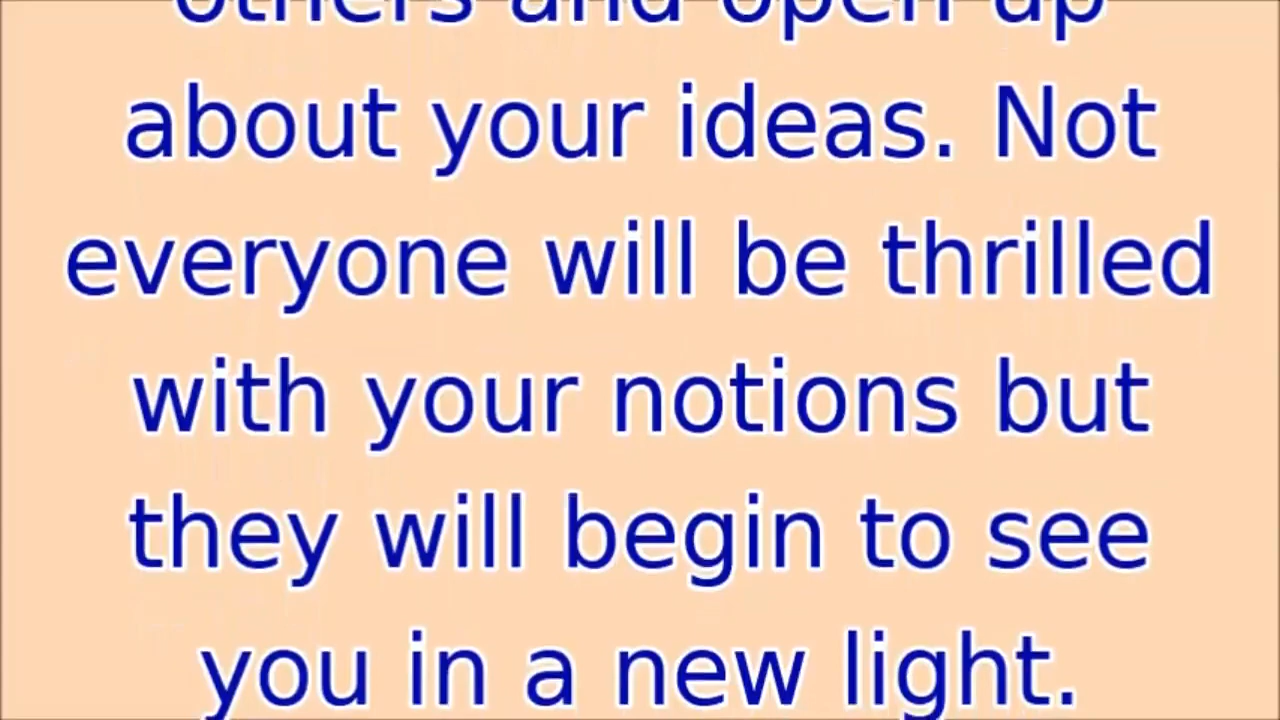 others and open up
about your ideas. Not
everyone will be thrilled
with your notions but
they will begin to see
you in a new light.